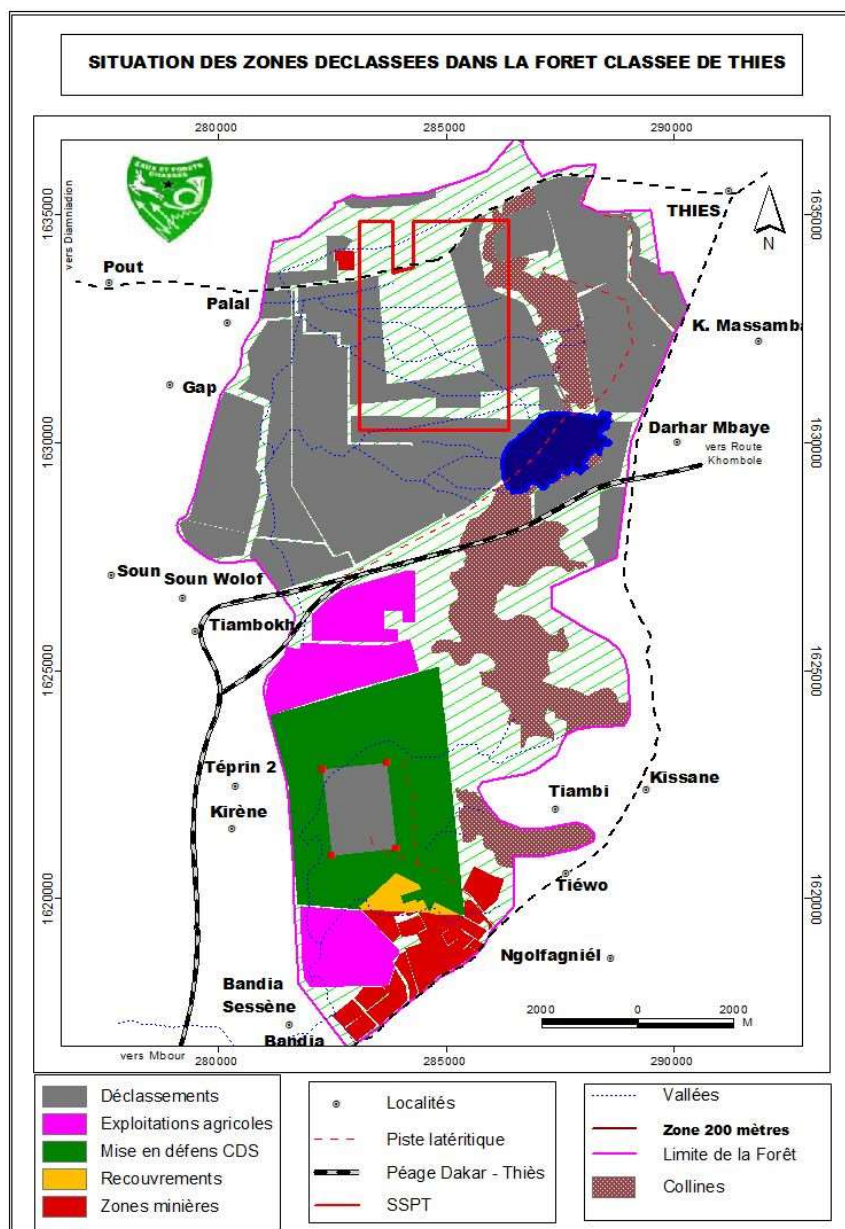 SITUATION DES ZONES DECLASSEES DANS LA FORET CLASSEE DE THIES
280000
285000
290000
EAUX ET FORETS
CHASSES
1635000
1635000
vers Diamniadion
THIES
N
Pout
Palal
K. Massamba
Gap
1630000
1630000
Darhar Mbaye
vers Route
Khombole
Soun
Soun Wolof
Tiambokh
1625000
1625000
Téprin 2
Kissane
Tiambi
Kirène
Tiéwo
1620000
1620000
Ngolfagniél
Bandia
Sessène
2000
0
2000
M
Bandia
vers Mbour
280000
285000
290000
Déclassements
Exploitations agricoles
Mise en défens CDS
Recouvrements
Zones minières
Localités
Piste latéritique
Péage Dakar - Thiès
SSPT
Vallées
Zone 200 mètres
Limite de la Forêt
Collines